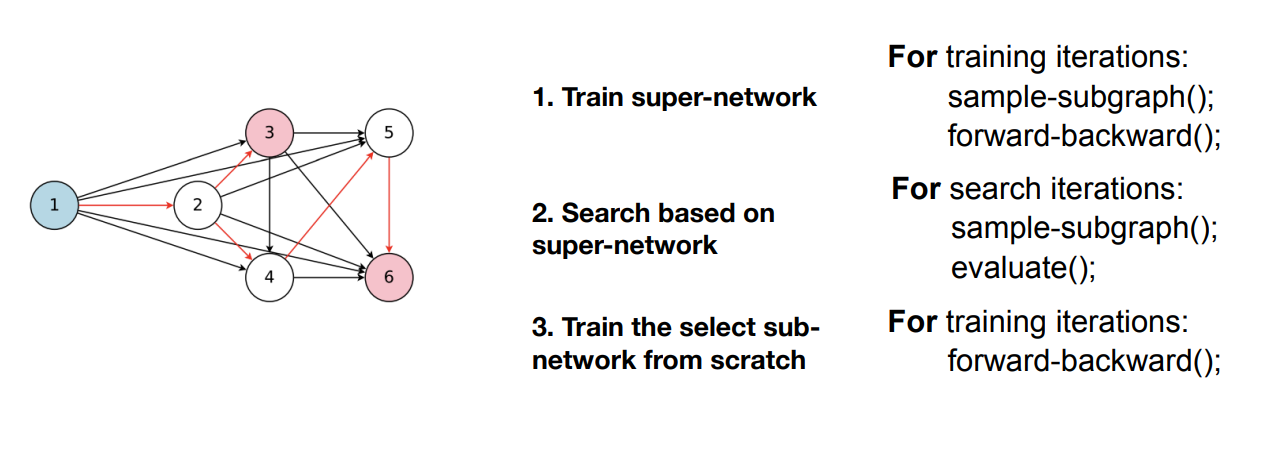 1
2
3
4
5
6
1. Train super-network
For training iterations:
sample-subgraph();
forward-backward();
2. Search based on
super-network
For search iterations:
sample-subgraph();
evaluate();
3. Train the select sub-
network from scratch
For training iterations:
forward-backward();